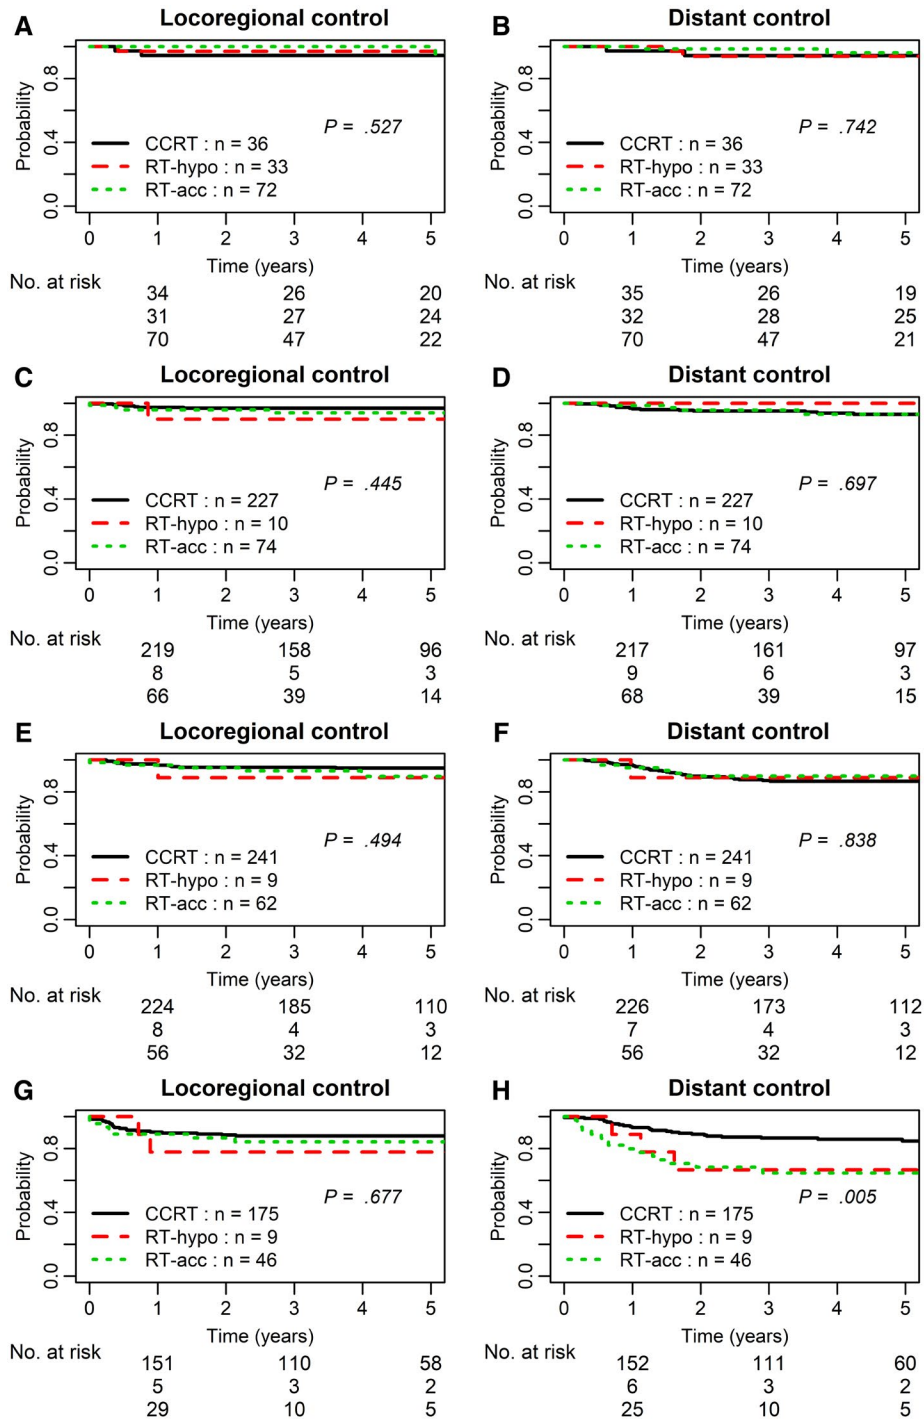 A
Locoregional control
Probability
0.0 0.4 0.8
P = .527
CCRT : n = 36
RT-hypo : n = 33
RT-acc : n = 72
0 1 2 3 4 5
Time (years)
No. at risk
34 26 20
31 27 24
70 47 22
B
Distant control
Probability
0.0 0.4 0.8
P = .742
CCRT : n = 36
RT-hypo : n = 33
RT-acc : n = 72
0 1 2 3 4 5
Time (years)
No. at risk
35 26 19
32 28 25
70 47 21
C
Locoregional control
Probability
0.0 0.4 0.8
P = .445
CCRT : n = 227
RT-hypo : n = 10
RT-acc : n = 74
0 1 2 3 4 5
Time (years)
No. at risk
219 158 96
8 5 3
66 39 14
D
Distant control
Probability
0.0 0.4 0.8
P = .697
CCRT : n = 227
RT-hypo : n = 10
RT-acc : n = 74
0 1 2 3 4 5
Time (years)
No. at risk
217 161 97
9 6 3
68 39 15
E
Locoregional control
Probability
0.0 0.4 0.8
P = .494
CCRT : n = 241
RT-hypo : n = 9
RT-acc : n = 62
0 1 2 3 4 5
Time (years)
No. at risk
224 185 110
8 4 3
56 32 12
F
Distant control
Probability
0.0 0.4 0.8
P = .838
CCRT : n = 241
RT-hypo : n = 9
RT-acc : n = 62
0 1 2 3 4 5
Time (years)
No. at risk
226 173 112
7 4 3
56 32 12
G
Locoregional control
Probability
0.0 0.4 0.8
P = .677
CCRT : n = 175
RT-hypo : n = 9
RT-acc : n = 46
0 1 2 3 4 5
Time (years)
No. at risk
151 110 58
5 3 2
29 10 5
H
Distant control
Probability
0.0 0.4 0.8
P = .005
CCRT : n = 175
RT-hypo : n = 9
RT-acc : n = 46
0 1 2 3 4 5
Time (years)
No. at risk
152 111 60
6 3 2
25 10 5